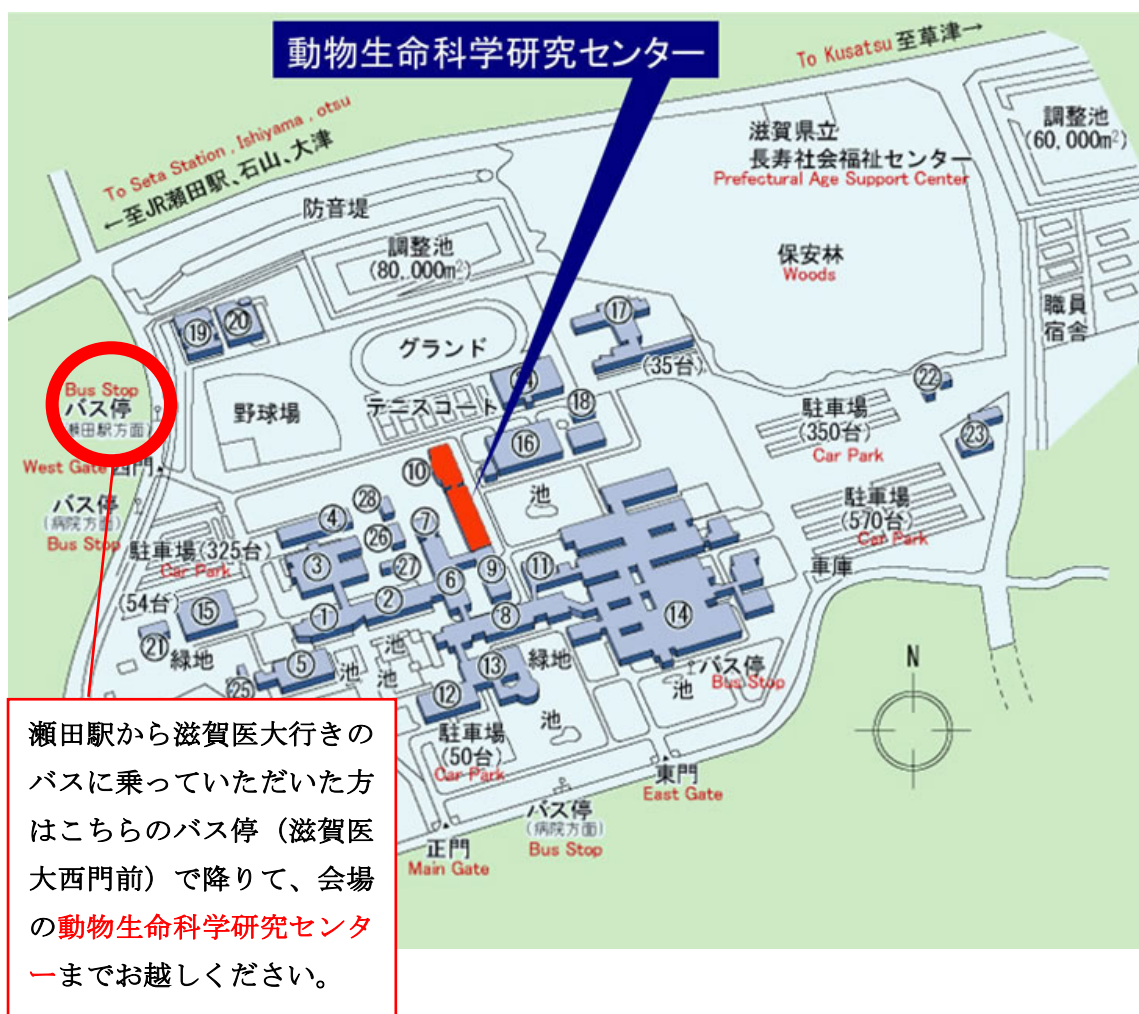 動物生命科学研究センター
To Kusatsu 至草津→
To Seta Station , Ishiyama , otsu
←至JR瀬田駅、石山、大津
防音堤
調整池
(80,000m²)
滋賀県立
長寿社会福祉センター
Prefectural Age Support Center
調整池
(60,000m²)
保安林
Woods
職員
宿舎
⑲
⑳
⑰
グランド
(35台)
Bus Stop
バス停
(瀬田駅方面)
野球場
テニスコート
⑱
⑯
㉒
㉓
駐車場
(350台)
Car Park
West Gate 西門
バス停
(病院方面)
Bus Stop
⑩
池
駐車場
(570台)
Car Park
車庫
㉘
④
㉖
⑦
駐車場(325台)
Car Park
③
㉗
⑥
⑨
⑪
②
(54台)
⑮
①
⑧
⑭
㉑
緑地
⑤
池
池
池
⑬
緑地
バス停
Bus Stop
池
㉕
⑫
池
N
駐車場
(50台)
Car Park
東門
East Gate
バス停
(病院方面)
Bus Stop
正門
Main Gate
瀬田駅から滋賀医大行きの
バスに乗っていただいた方
はこちらのバス停（滋賀医
大西門前）で降りて、会場
の動物生命科学研究センタ
ーまでお越しください。